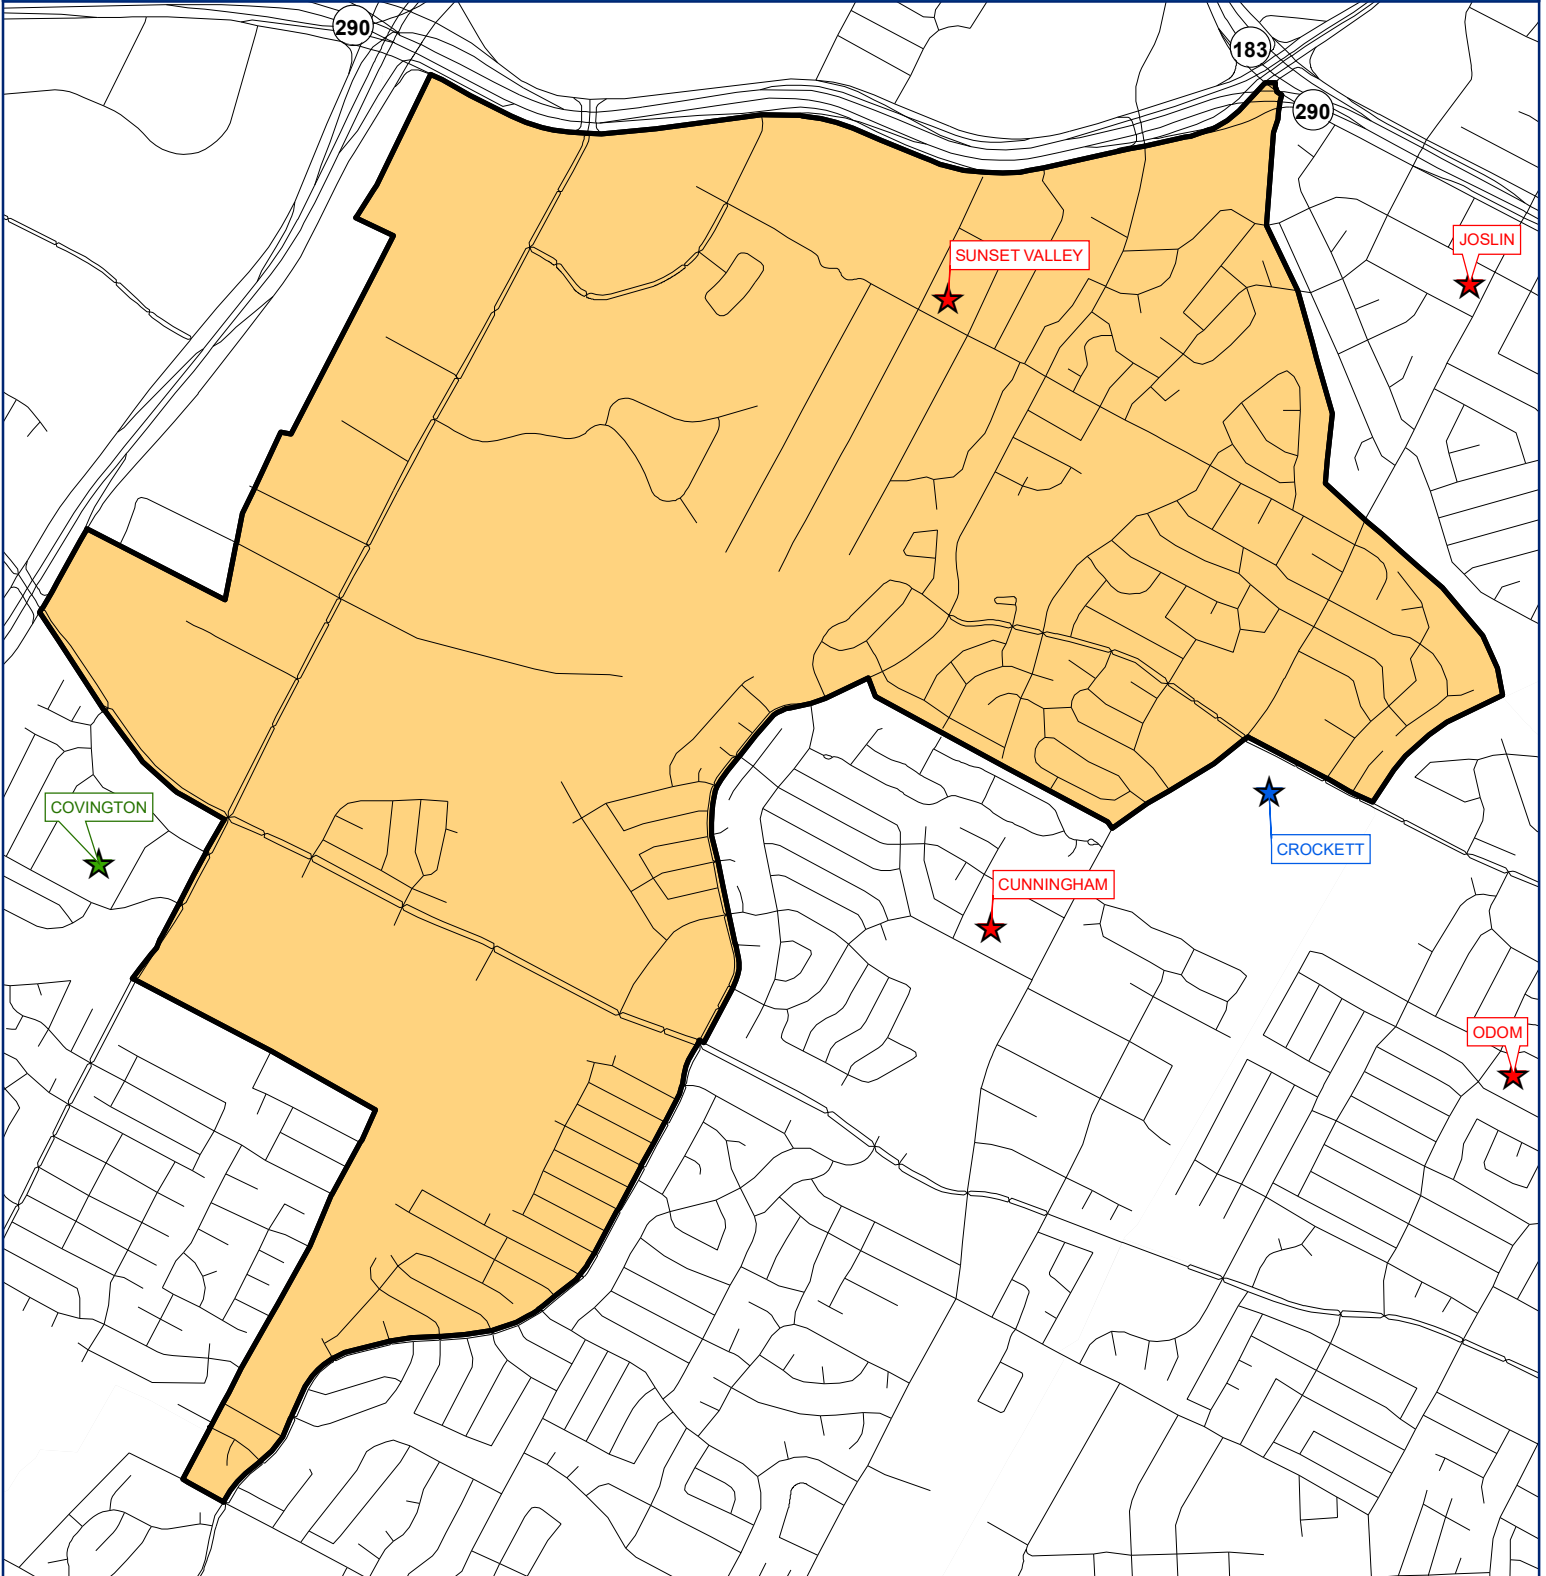 290
183
290
JOSLIN
SUNSET VALLEY
COVINGTON
CROCKETT
CUNNINGHAM
ODOM